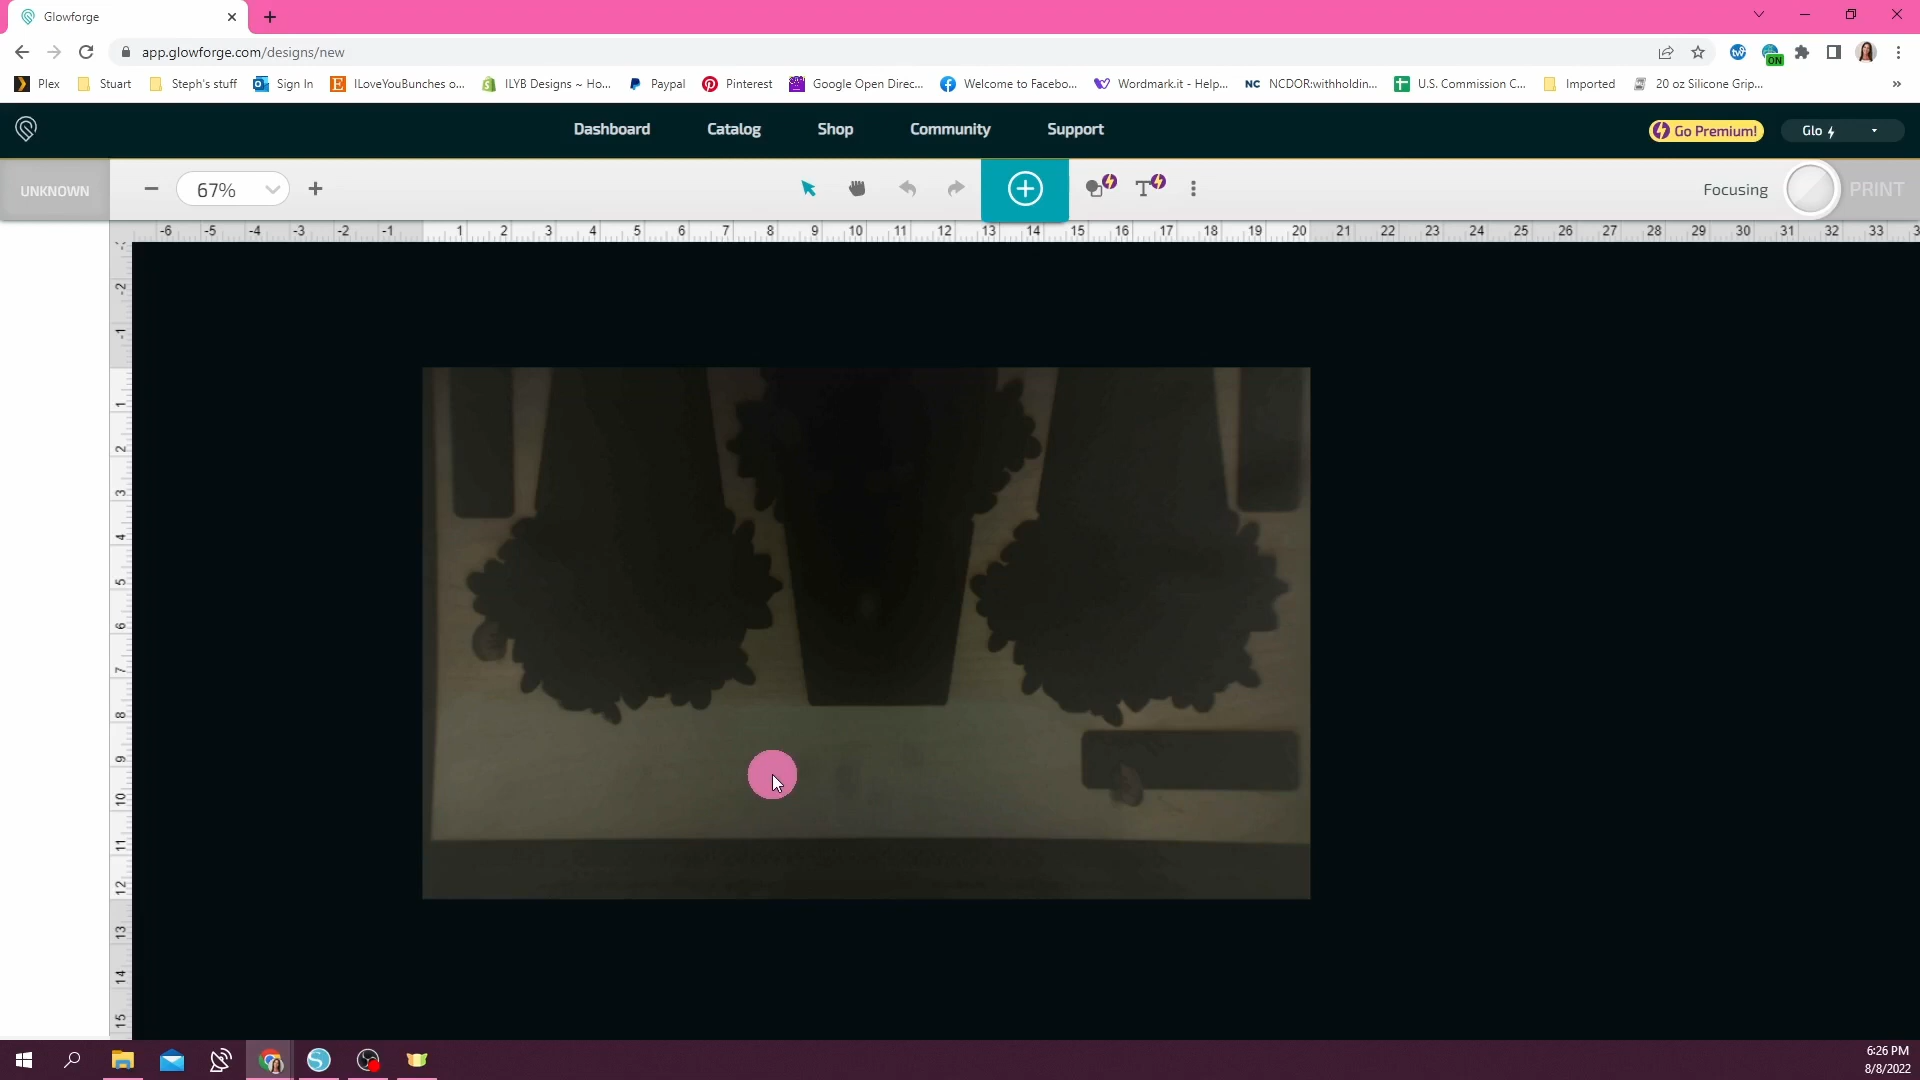 Glowforge
app.glowforge.com/designs/new
Plex Stuart Steph's stuff Sign In ILoveYouBunches o... ILYB Designs ~ Ho... Paypal Pinterest Google Open Direc... Welcome to Facebo... Wordmark.it - Help... NC NCDOR:withholdin... U.S. Commission C... Imported 20 oz Silicone Grip... »
ON
Dashboard Catalog Shop Community Support Go Premium! Glo
UNKNOWN − 67% + T Focusing PRINT
-6 -5 -4 -3 -2 -1 1 2 3 4 5 6 7 8 9 10 11 12 13 14 15 16 17 18 19 20 21 22 23 24 25 26 27 28 29 30 31 32 33 3
-2
-1
1
2
3
4
5
6
7
8
9
10
11
12
13
14
15
6:26 PM
8/8/2022